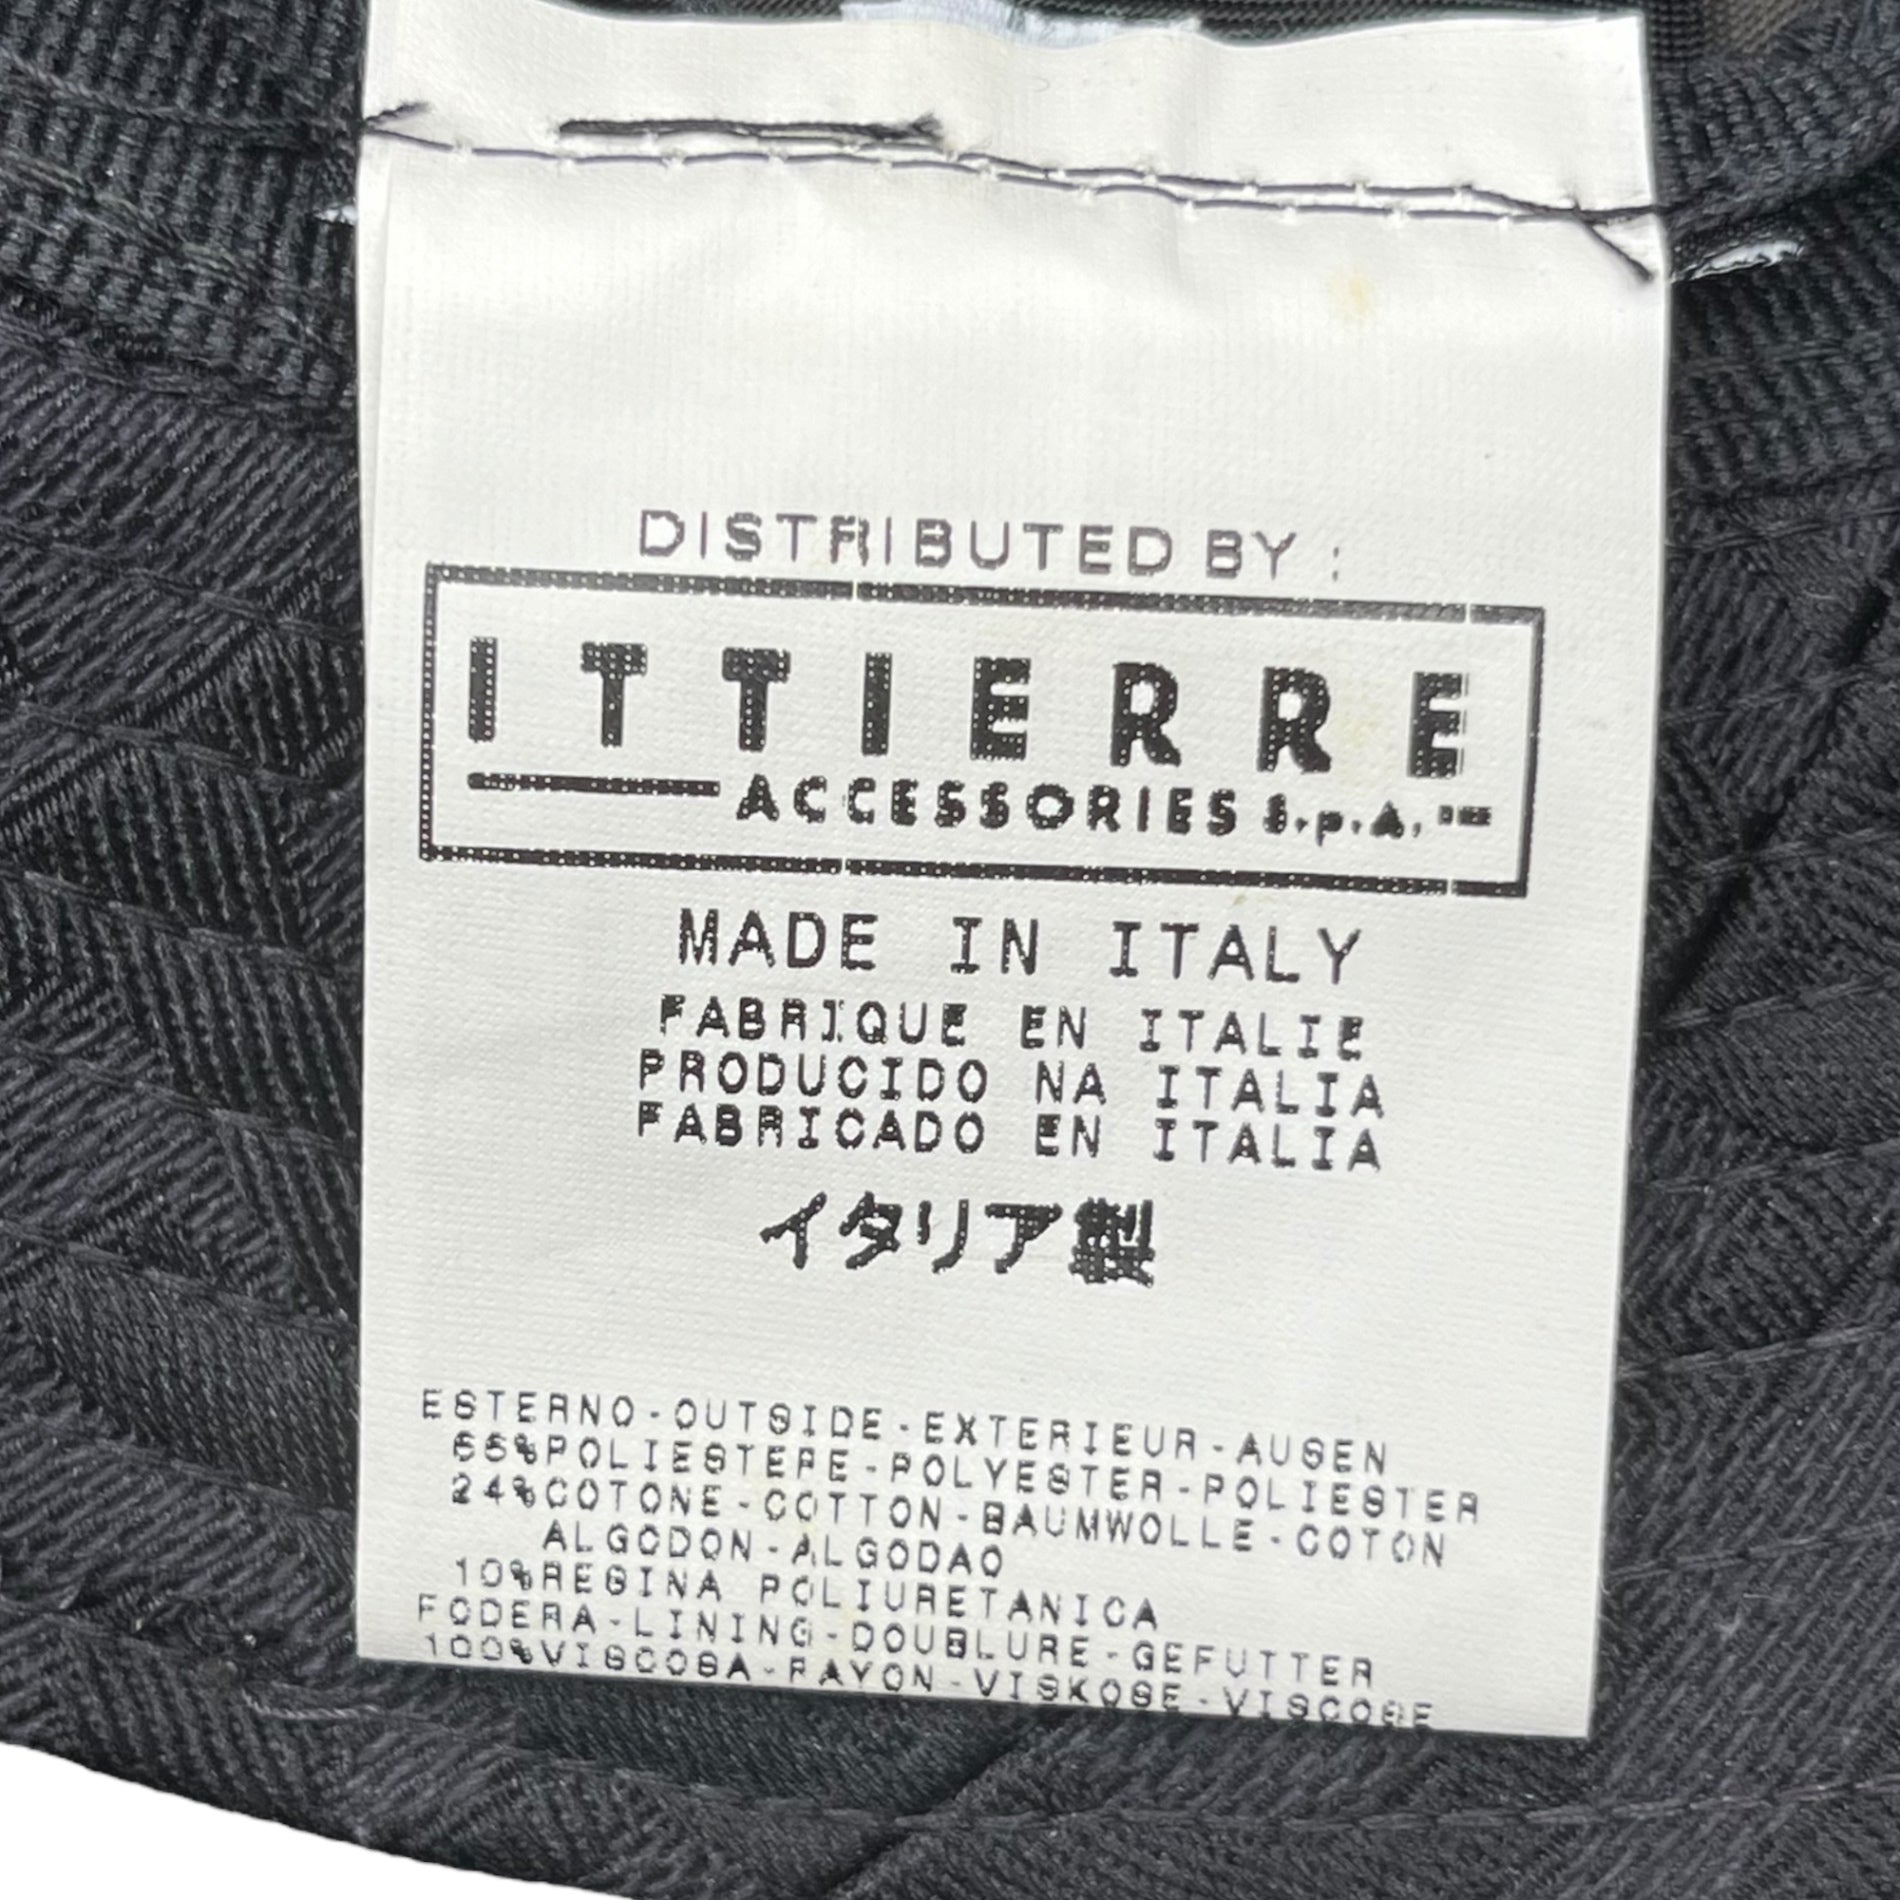 DISTRIBUTED BY :
ITTIERRE
ACCESSORIES S.p.A.
MADE IN ITALY
FABRIQUE EN ITALIE
PRODUCIDO NA ITALIA
FABRICADO EN ITALIA
イタリア製
ESTERNO-OUTSIDE-EXTERIEUR-AUSEN
66%POLIESTERE-POLYESTER-POLIESTER
24%COTONE-COTTON-BAUMWOLLE-COTON
ALGODON-ALGODAO
10%RESINA POLIURETANICA
FODERA-LINING-DOUBLURE-GEFUTTER
100%VISCOSA-RAYON-VISKOSE-VISCOSE